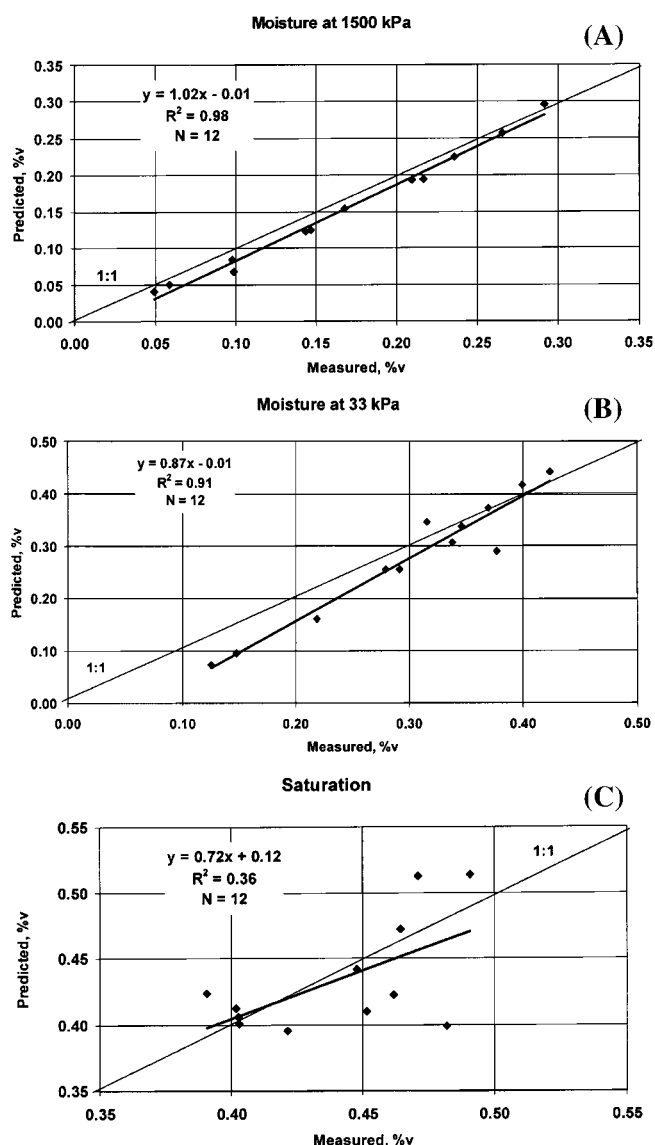 Moisture at 1500 kPa
(A)
0.35
0.30
0.25
0.20
0.15
0.10
0.05
0.00
Predicted, %v
y = 1.02x - 0.01
R² = 0.98
N = 12
1:1
0.00 0.05 0.10 0.15 0.20 0.25 0.30 0.35
Measured, %v
Moisture at 33 kPa
(B)
0.50
0.40
0.30
0.20
0.10
0.00
Predicted, %v
y = 0.87x - 0.01
R² = 0.91
N = 12
1:1
0.00 0.10 0.20 0.30 0.40 0.50
Measured, %v
Saturation
(C)
0.55
0.50
0.45
0.40
0.35
Predicted, %v
y = 0.72x + 0.12
R² = 0.36
N = 12
1:1
0.35 0.40 0.45 0.50 0.55
Measured, %v